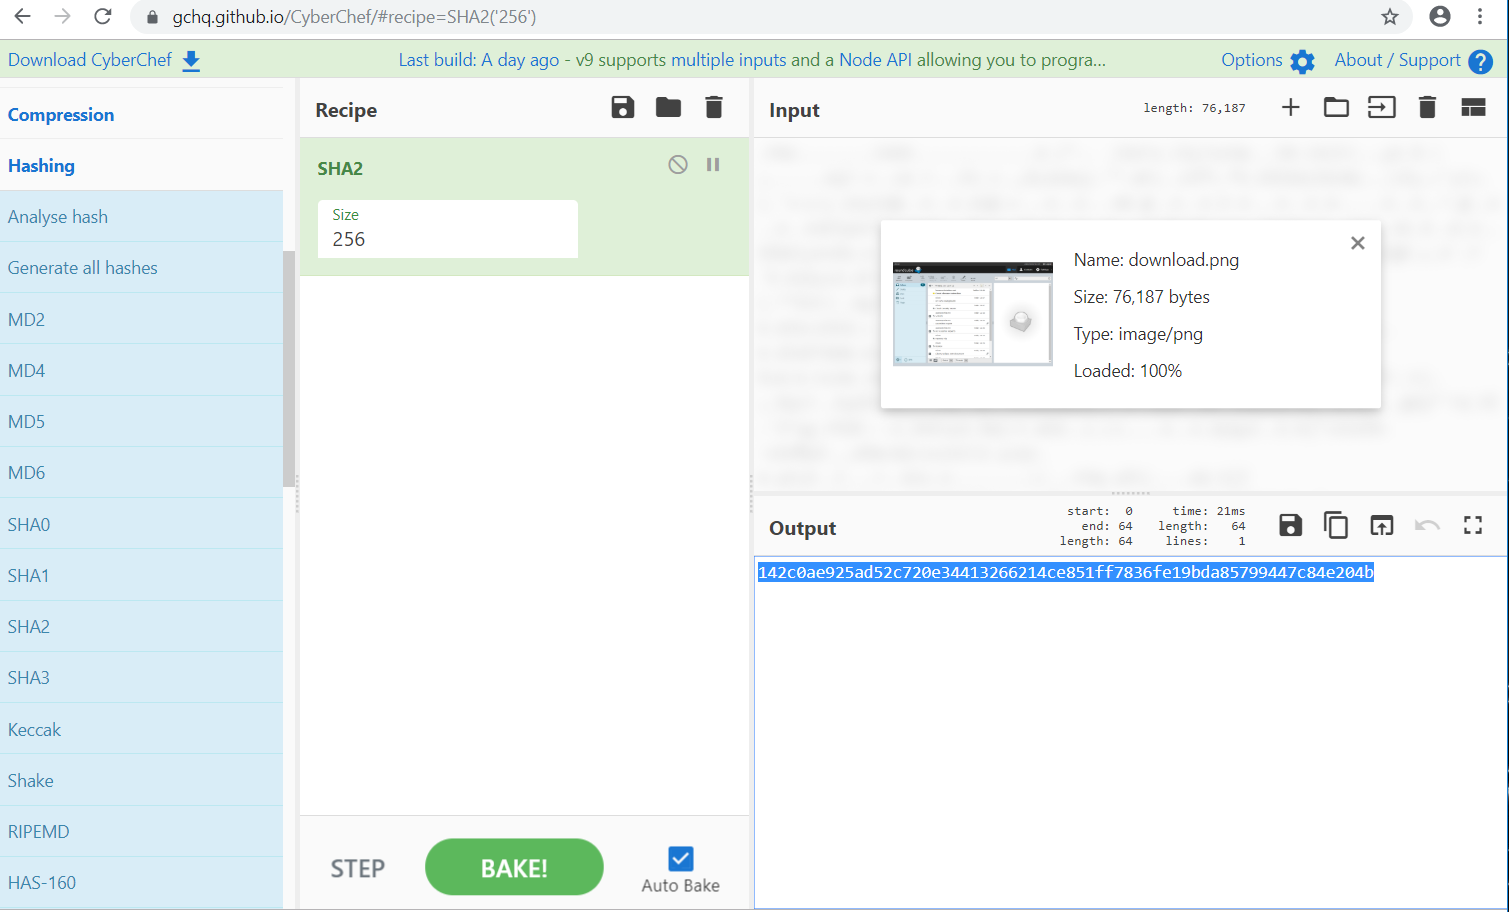 gchq.github.io/CyberChef/#recipe=SHA2('256')
Download CyberChef
Last build: A day ago - v9 supports multiple inputs and a Node API allowing you to progra...
Options
About / Support
Compression
Hashing
Analyse hash
Generate all hashes
MD2
MD4
MD5
MD6
SHA0
SHA1
SHA2
SHA3
Keccak
Shake
RIPEMD
HAS-160
Recipe
SHA2
Size
256
STEP
BAKE!
Auto Bake
Input
length: 76,187
Name: download.png
Size: 76,187 bytes
Type: image/png
Loaded: 100%
Output
start: 0 time: 21ms
end: 64 length: 64
length: 64 lines: 1
142c0ae925ad52c720e34413266214ce851ff7836fe19bda85799447c84e204b